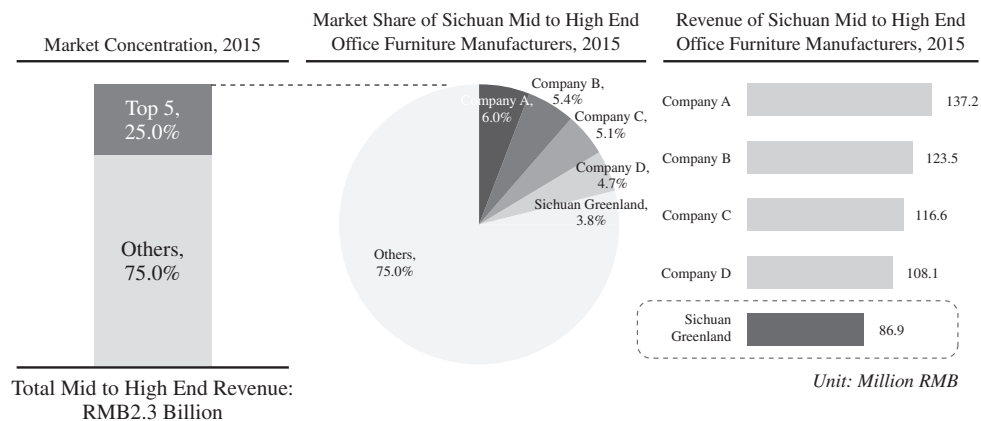 Market Concentration, 2015
Top 5,
25.0%
Others,
75.0%
Total Mid to High End Revenue:
RMB2.3 Billion
Market Share of Sichuan Mid to High End
Office Furniture Manufacturers, 2015
Company A,
6.0%
Company B,
5.4%
Company C,
5.1%
Company D,
4.7%
Sichuan Greenland,
3.8%
Others,
75.0%
Revenue of Sichuan Mid to High End
Office Furniture Manufacturers, 2015
Company A 137.2
Company B 123.5
Company C 116.6
Company D 108.1
Sichuan
Greenland 86.9
Unit: Million RMB